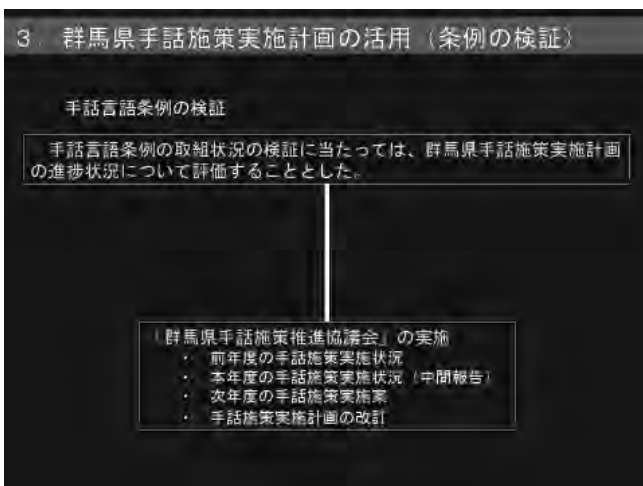 3. 群馬県手話施策実施計画の活用（条例の検証）
手話言語条例の検証
手話言語条例の取組状況の検証に当たっては、群馬県手話施策実施計画
の進捗状況について評価することとした。
「群馬県手話施策推進協議会」の実施
・ 前年度の手話施策実施状況
・ 本年度の手話施策実施状況（中間報告）
・ 次年度の手話施策実施案
・ 手話施策実施計画の改訂